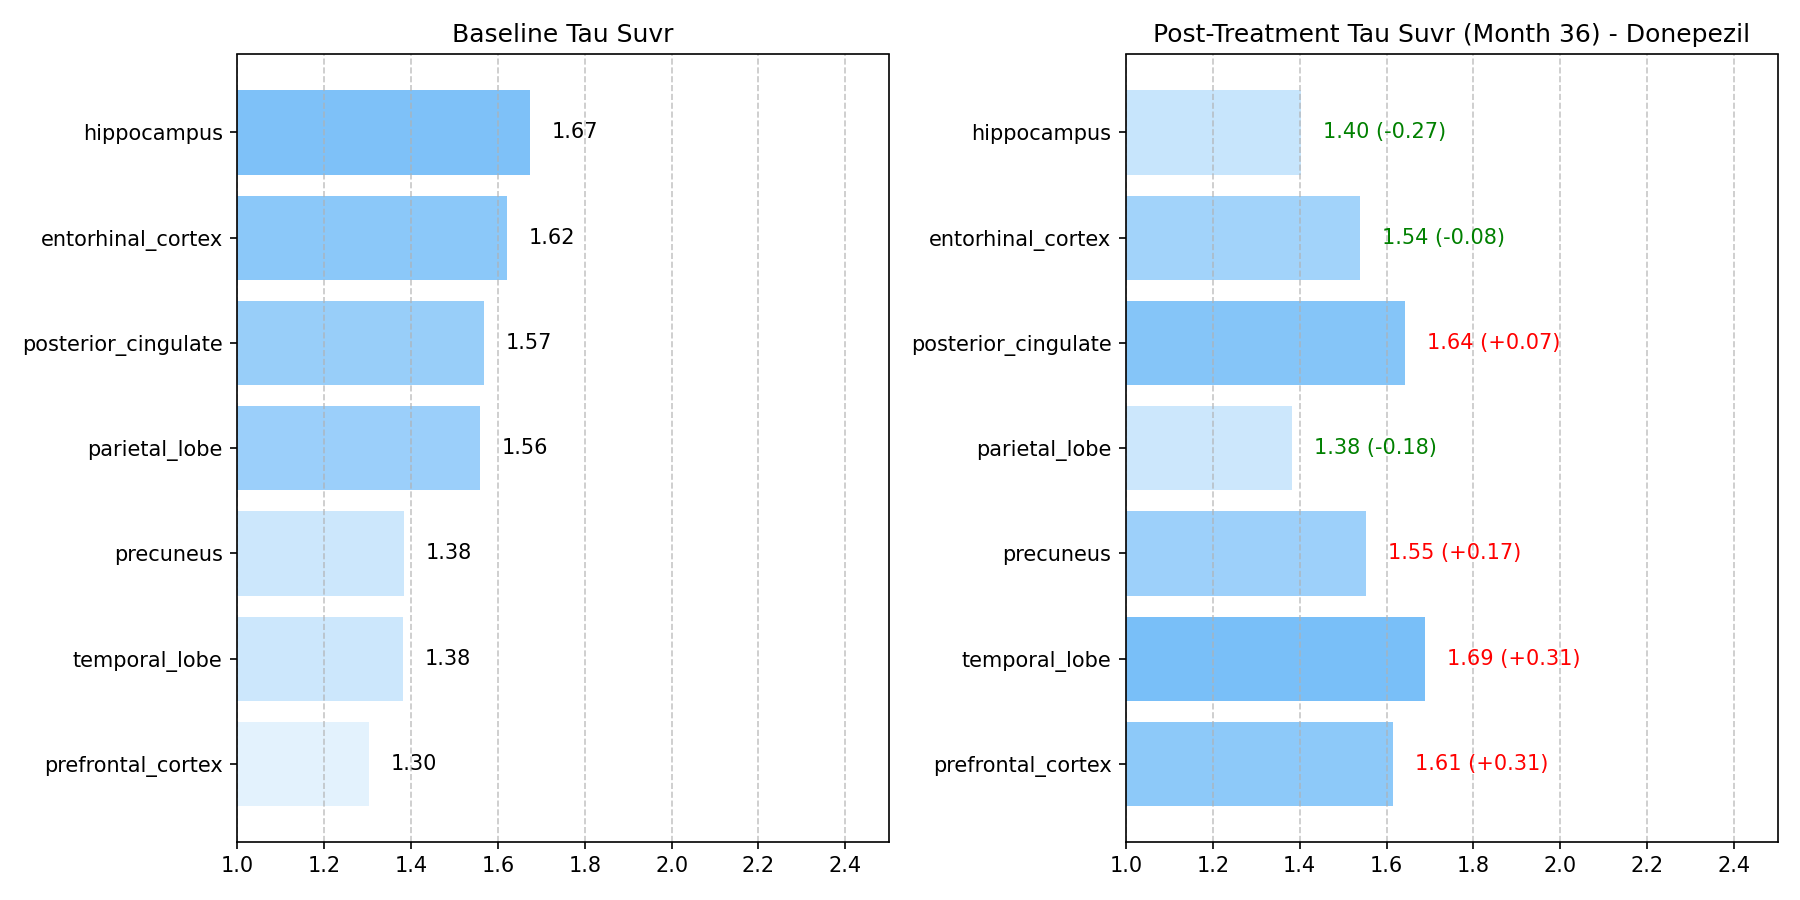 Baseline Tau Suvr
hippocampus
1.67
entorhinal_cortex
1.62
posterior_cingulate
1.57
parietal_lobe
1.56
precuneus
1.38
temporal_lobe
1.38
prefrontal_cortex
1.30
1.0 1.2 1.4 1.6 1.8 2.0 2.2 2.4
Post-Treatment Tau Suvr (Month 36) - Donepezil
hippocampus
1.40 (-0.27)
entorhinal_cortex
1.54 (-0.08)
posterior_cingulate
1.64 (+0.07)
parietal_lobe
1.38 (-0.18)
precuneus
1.55 (+0.17)
temporal_lobe
1.69 (+0.31)
prefrontal_cortex
1.61 (+0.31)
1.0 1.2 1.4 1.6 1.8 2.0 2.2 2.4